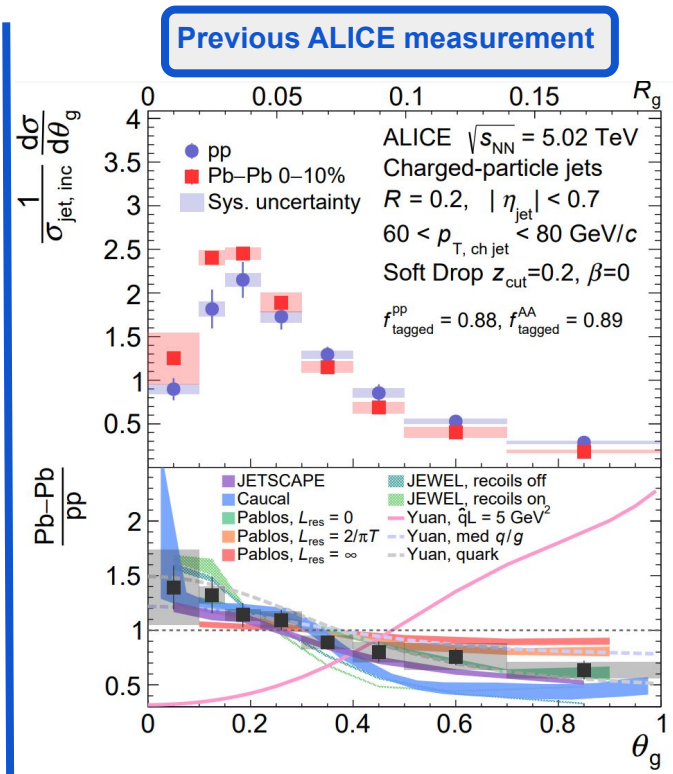 Previous ALICE measurement
0 0.05 0.1 0.15 R_g
1/σ_jet, inc dσ/dθ_g
4
3.5
3
2.5
2
1.5
1
0.5
pp
Pb–Pb 0–10%
Sys. uncertainty
ALICE √s_NN = 5.02 TeV
Charged-particle jets
R = 0.2, | η_jet| < 0.7
60 < p_T, ch jet < 80 GeV/c
Soft Drop z_cut=0.2, β=0
f^pp_tagged = 0.88, f^AA_tagged = 0.89
Pb–Pb/pp
2
1.5
1
0.5
JETSCAPE
Caucal
Pablos, L_res = 0
Pablos, L_res = 2/πT
Pablos, L_res = ∞
JEWEL, recoils off
JEWEL, recoils on
Yuan, q̂L = 5 GeV²
Yuan, med q/g
Yuan, quark
0 0.2 0.4 0.6 0.8 1
θ_g